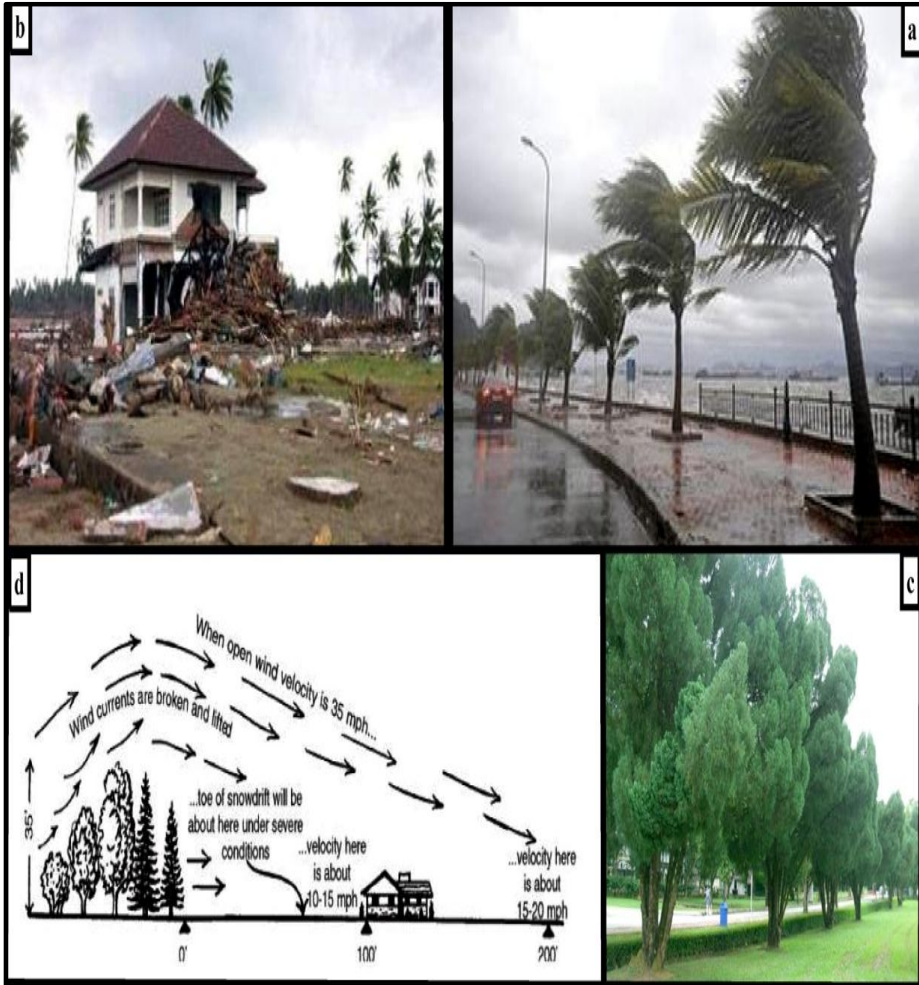 b
a
d
c
When open wind velocity is 35 mph...
Wind currents are broken and lifted
35'
...toe of snowdrift will be
about here under severe
conditions
...velocity here
is about
10-15 mph
...velocity here
is about
15-20 mph
0'
100'
200'